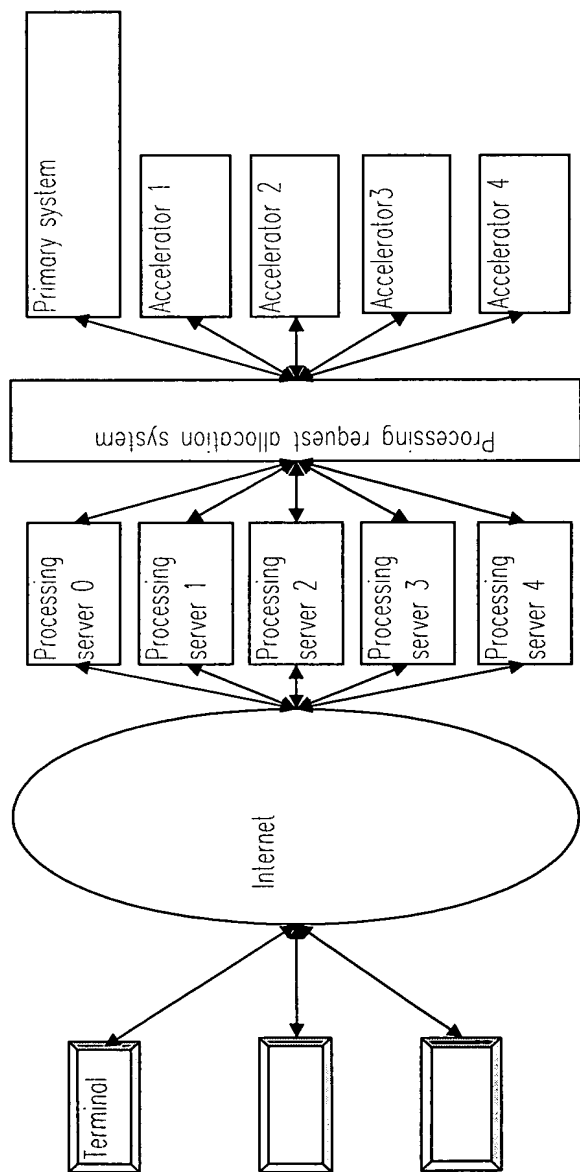 Terminal
Internet
Processing
server 0
Processing
server 1
Processing
server 2
Processing
server 3
Processing
server 4
Processing request allocation system
Primary system
Accelerator 1
Accelerator 2
Accelerator3
Accelerator 4